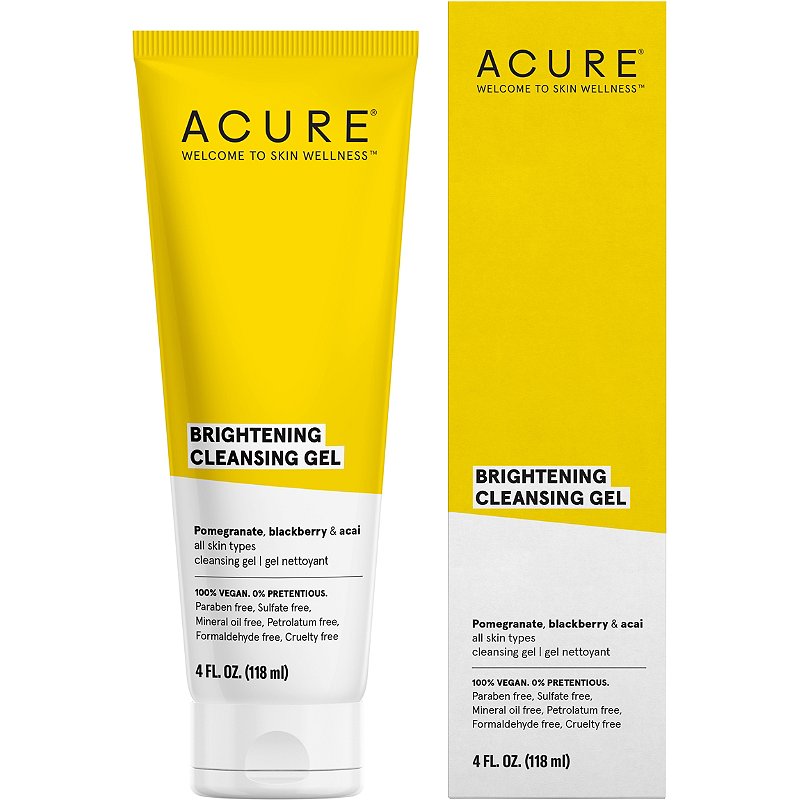 ACURE®
WELCOME TO SKIN WELLNESS™
BRIGHTENING
CLEANSING GEL
Pomegranate, blackberry & acai
all skin types
cleansing gel | gel nettoyant
100% VEGAN. 0% PRETENTIOUS.
Paraben free, Sulfate free,
Mineral oil free, Petrolatum free,
Formaldehyde free, Cruelty free
4 FL. OZ. (118 ml)
ACURE®
WELCOME TO SKIN WELLNESS™
BRIGHTENING
CLEANSING GEL
Pomegranate, blackberry & acai
all skin types
cleansing gel | gel nettoyant
100% VEGAN. 0% PRETENTIOUS.
Paraben free, Sulfate free,
Mineral oil free, Petrolatum free,
Formaldehyde free, Cruelty free
4 FL. OZ. (118 ml)